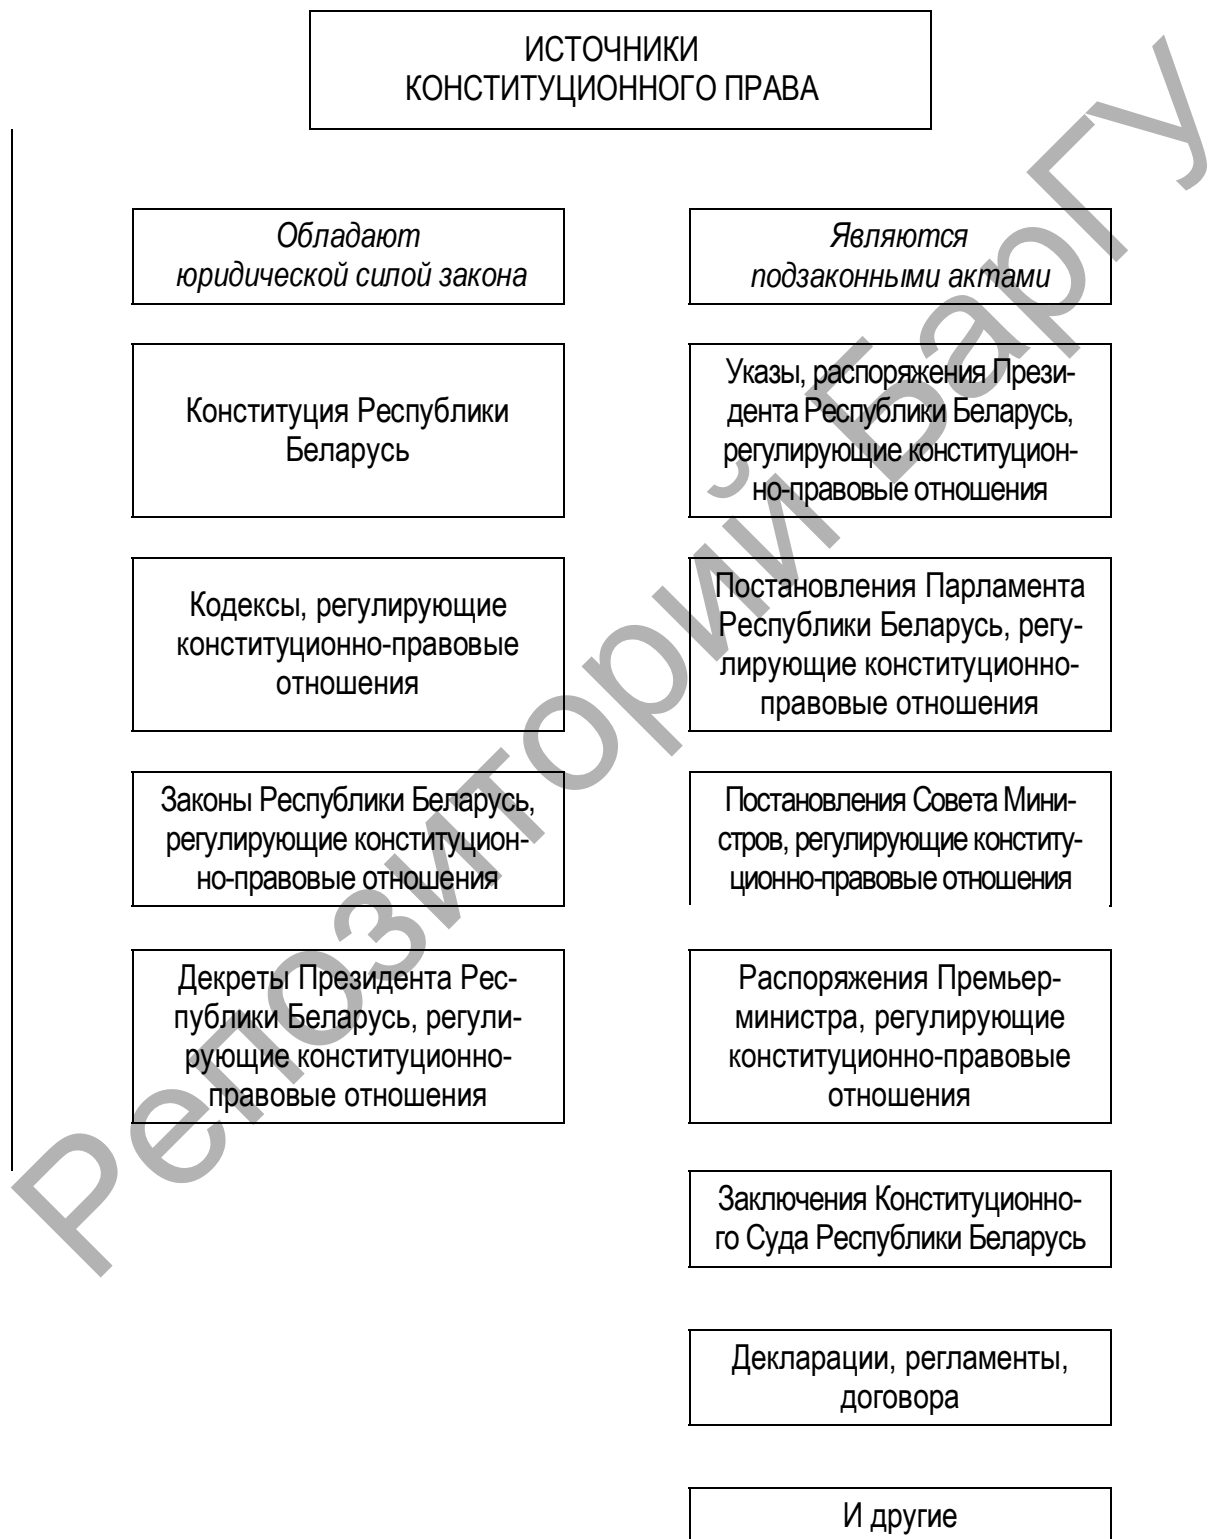 ИСТОЧНИКИ
КОНСТИТУЦИОННОГО ПРАВА
Обладают
юридической силой закона
Конституция Республики
Беларусь
Кодексы, регулирующие
конституционно-правовые
отношения
Законы Республики Беларусь,
регулирующие конституцион-
но-правовые отношения
Декреты Президента Рес-
публики Беларусь, регули-
рующие конституционно-
правовые отношения
Являются
подзаконными актами
Указы, распоряжения Прези-
дента Республики Беларусь,
регулирующие конституцион-
но-правовые отношения
Постановления Парламента
Республики Беларусь, регу-
лирующие конституционно-
правовые отношения
Постановления Совета Мини-
стров, регулирующие конститу-
ционно-правовые отношения
Распоряжения Премьер-
министра, регулирующие
конституционно-правовые
отношения
Заключения Конституционно-
го Суда Республики Беларусь
Декларации, регламенты,
договора
И другие
Репозиторий БарГУ